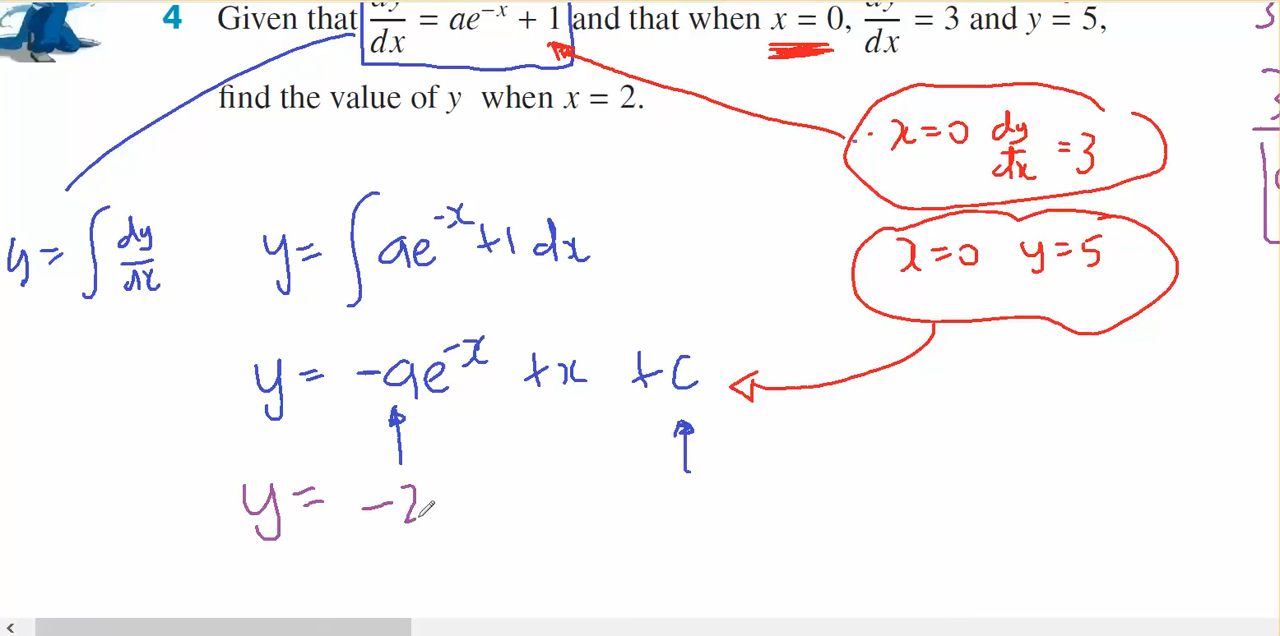 4 Given that dy/dx = ae^{-x} + 1 and that when x = 0, dy/dx = 3 and y = 5,
find the value of y when x = 2.
x=0 dy/dx =3
x=0 y=5
y= ∫ dy/dx
y= ∫ ae^{-x} +1 dx
y= -ae^{-x} +x +c
y= -2